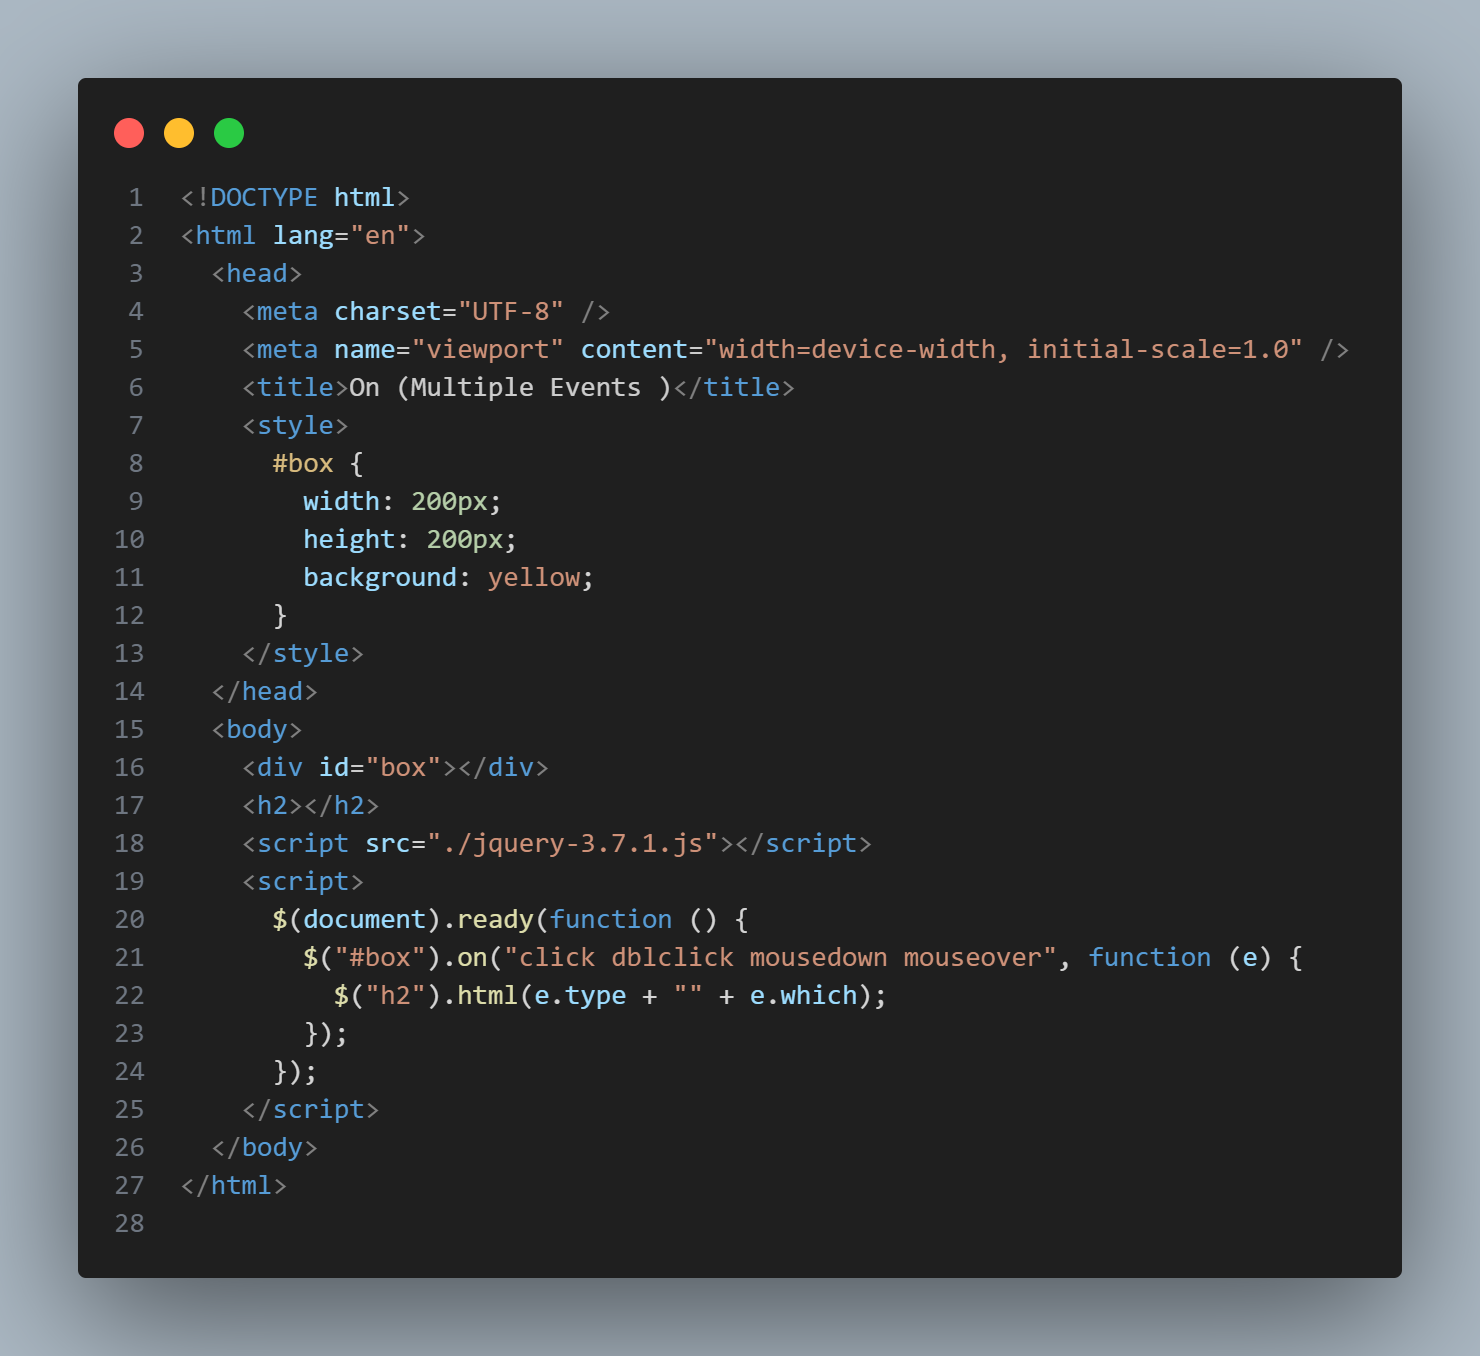 1 <!DOCTYPE html>
2 <html lang="en">
3   <head>
4     <meta charset="UTF-8" />
5     <meta name="viewport" content="width=device-width, initial-scale=1.0" />
6     <title>On (Multiple Events )</title>
7     <style>
8       #box {
9         width: 200px;
10         height: 200px;
11         background: yellow;
12       }
13     </style>
14   </head>
15   <body>
16     <div id="box"></div>
17     <h2></h2>
18     <script src="./jquery-3.7.1.js"></script>
19     <script>
20       $(document).ready(function () {
21         $("#box").on("click dblclick mousedown mouseover", function (e) {
22           $("h2").html(e.type + "" + e.which);
23         });
24       });
25     </script>
26   </body>
27 </html>
28